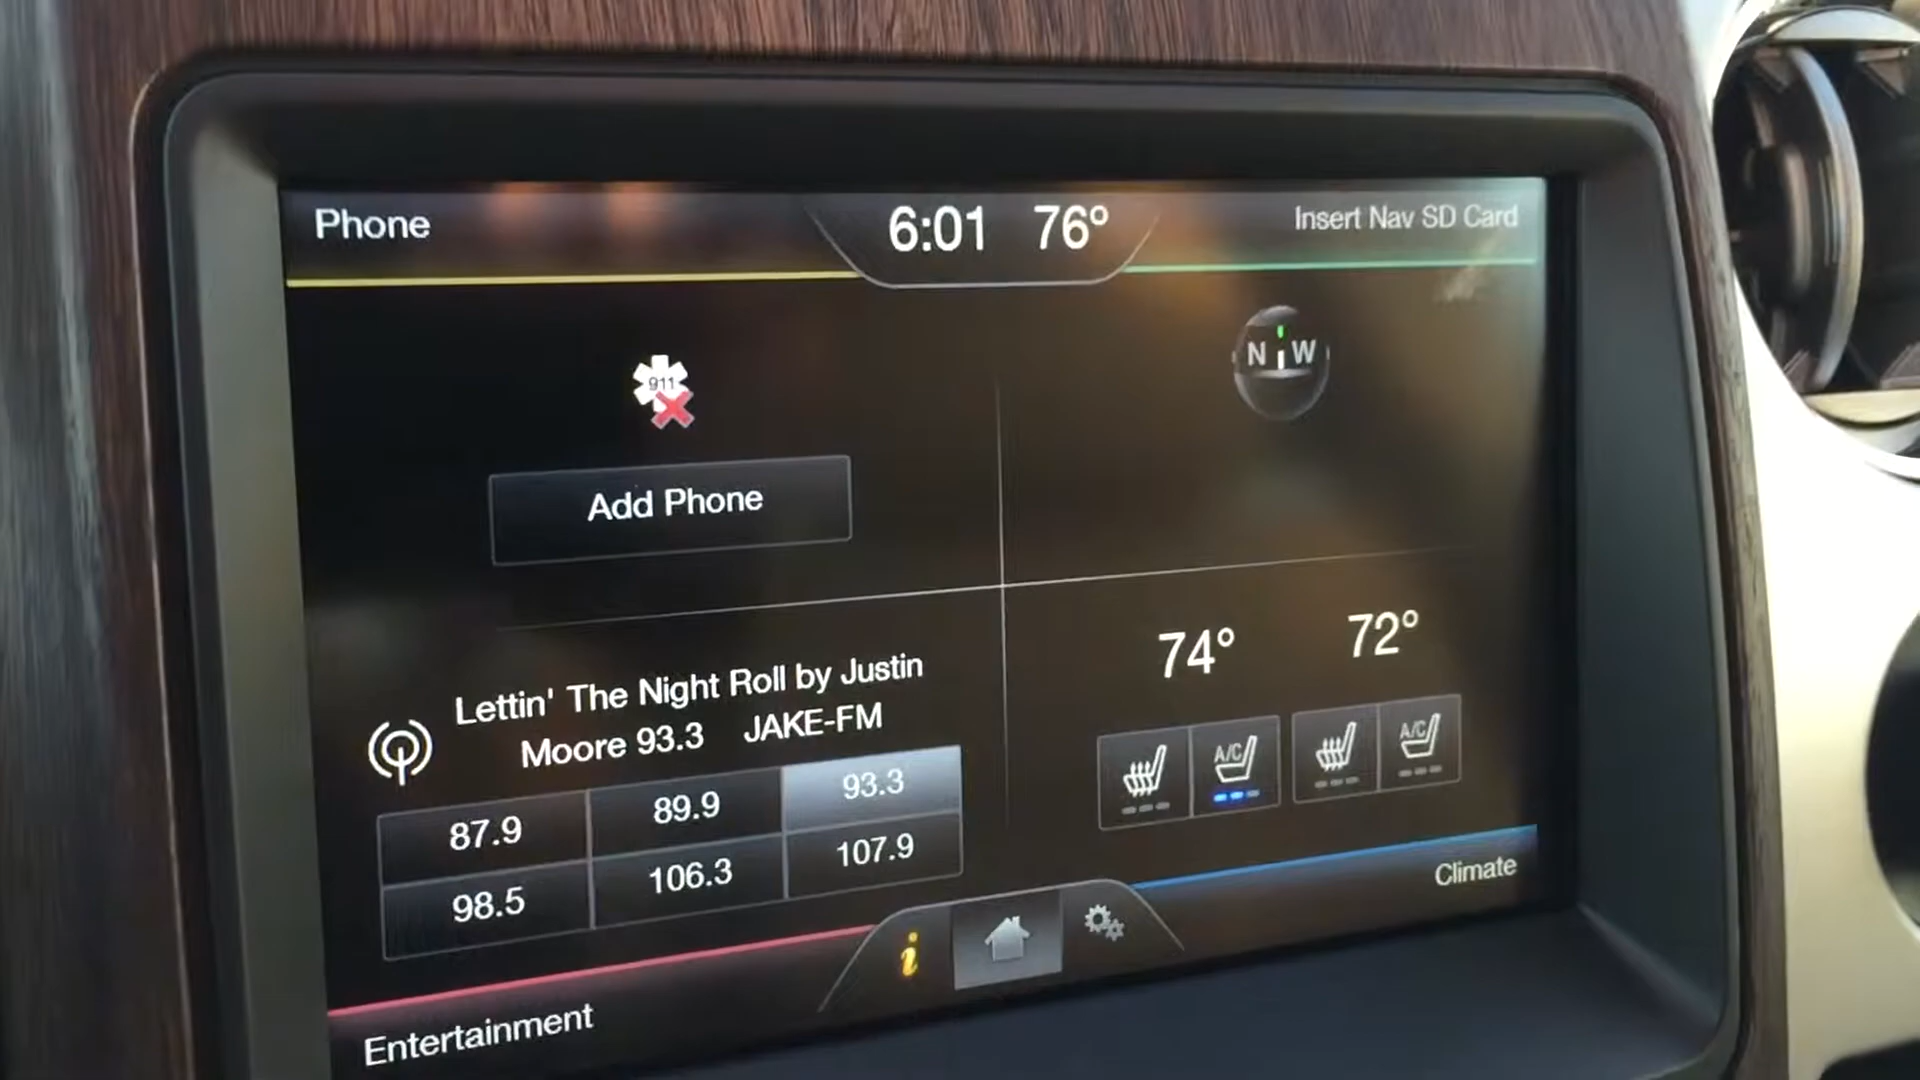 Phone
6:01 76°
Insert Nav SD Card
911
N W
Add Phone
Lettin' The Night Roll by Justin
Moore 93.3 JAKE-FM
87.9 89.9 93.3
98.5 106.3 107.9
74° 72°
A/C A/C
Climate
i
Entertainment